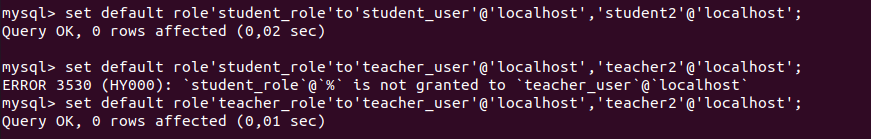 mysql> set default role'student_role'to'student_user'@'localhost','student2'@'localhost';
Query OK, 0 rows affected (0,02 sec)
mysql> set default role'student_role'to'teacher_user'@'localhost','teacher2'@'localhost';
ERROR 3530 (HY000): `student_role`@`%` is not granted to `teacher_user`@`localhost`
mysql> set default role'teacher_role'to'teacher_user'@'localhost','teacher2'@'localhost';
Query OK, 0 rows affected (0,01 sec)